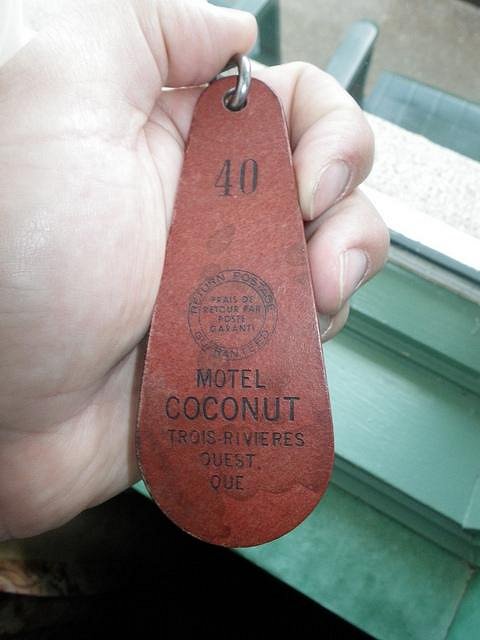 40
RETURN POSTAGE
FRAIS DE
RETOUR PAR
POSTE
GARANTI
GUARANTEED
MOTEL
COCONUT
TROIS-RIVIERES
OUEST,
QUE